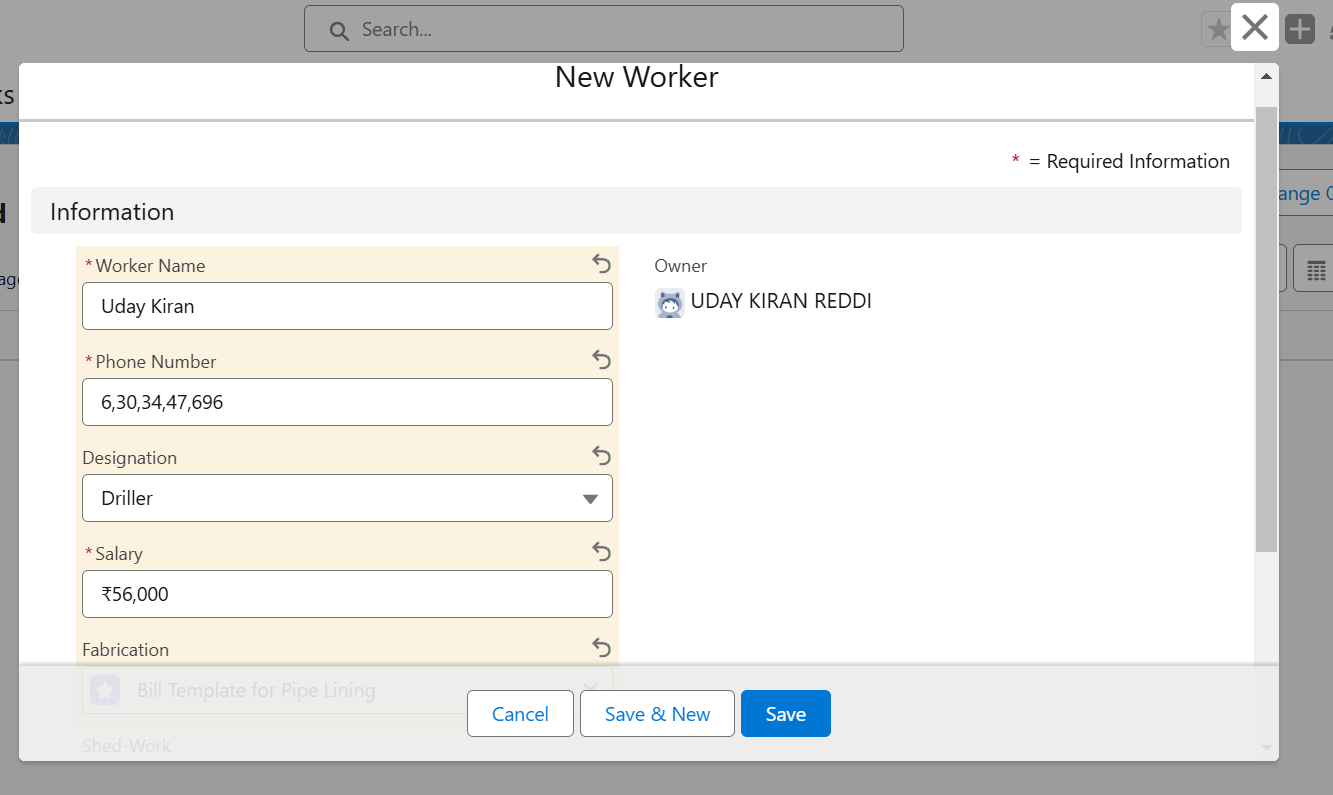 Search...
New Worker
* = Required Information
Information
*Worker Name
Uday Kiran
Owner
UDAY KIRAN REDDI
*Phone Number
6,30,34,47,696
Designation
Driller
*Salary
₹56,000
Fabrication
Bill Template for Pipe Lining
Shed-Work
Cancel
Save & New
Save